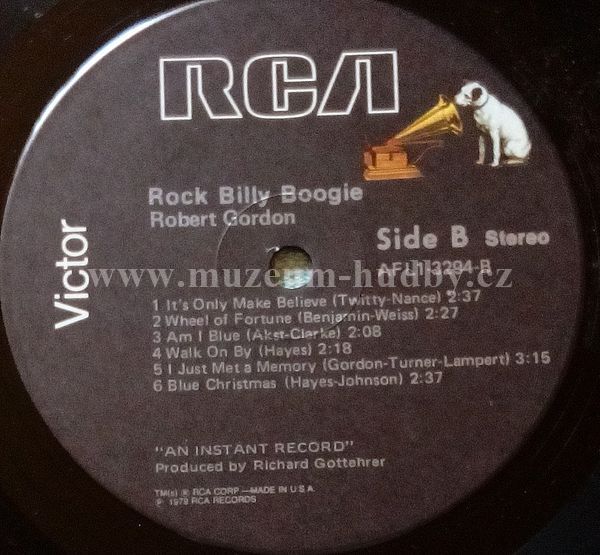 RCA
Victor
Rock Billy Boogie
Robert Gordon
Side B Stereo
AFL1-3294-B
www.muzeum-hudby.cz
1 It's Only Make Believe (Twitty-Nance) 2:37
2 Wheel of Fortune (Benjamin-Weiss) 2:27
3 Am I Blue (Akst-Clarke) 2:08
4 Walk On By (Hayes) 2:18
5 I Just Met a Memory (Gordon-Turner-Lampert) 3:15
6 Blue Christmas (Hayes-Johnson) 2:37
"AN INSTANT RECORD"
Produced by Richard Gottehrer
TM(s) ® RCA CORP.—MADE IN U.S.A.
℗ 1979 RCA RECORDS